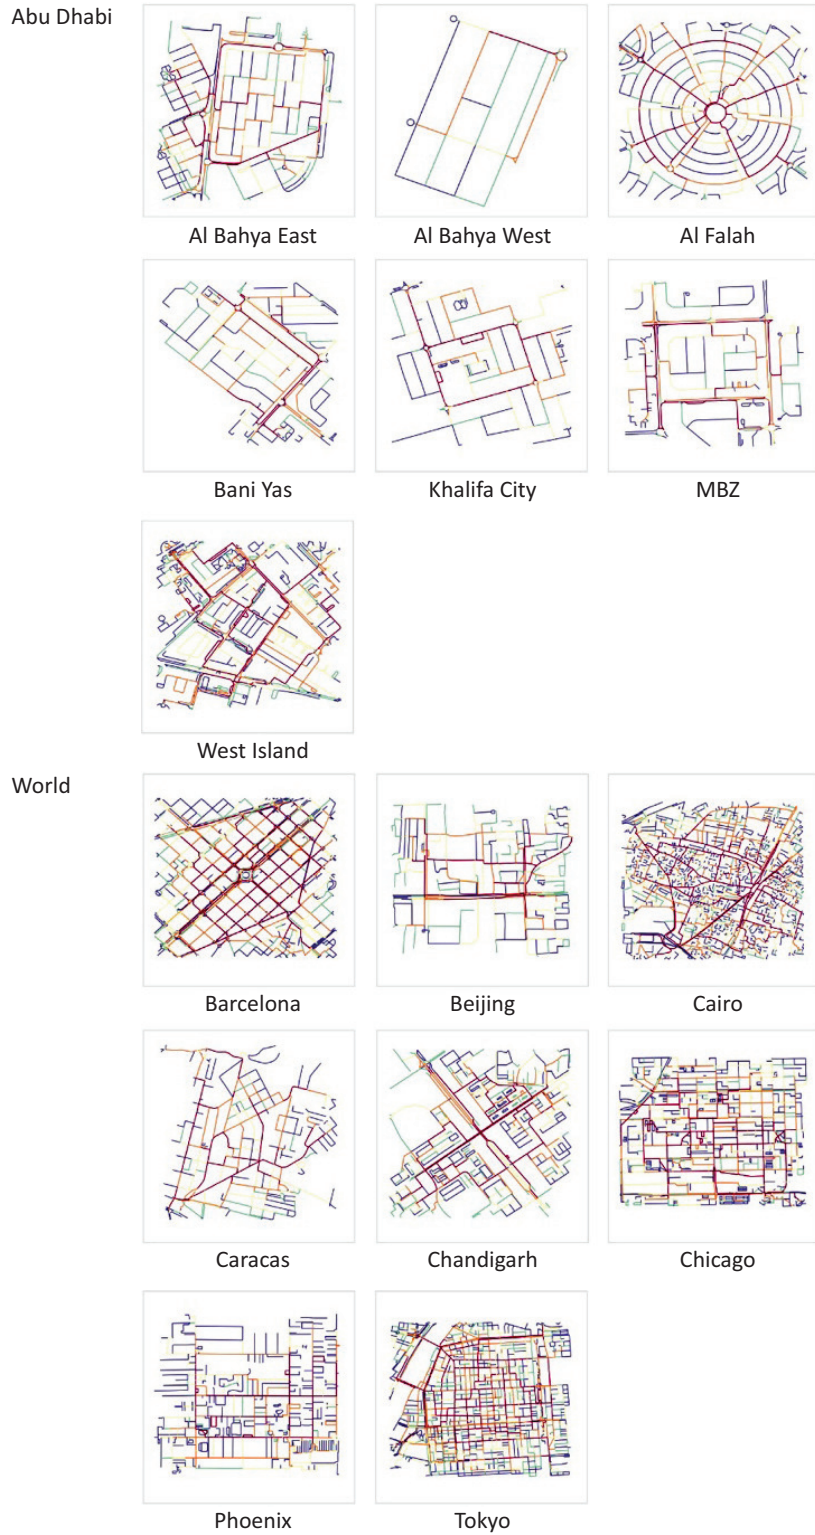 Abu Dhabi
Al Bahya East
Al Bahya West
Al Falah
Bani Yas
Khalifa City
MBZ
West Island
World
Barcelona
Beijing
Cairo
Caracas
Chandigarh
Chicago
Phoenix
Tokyo